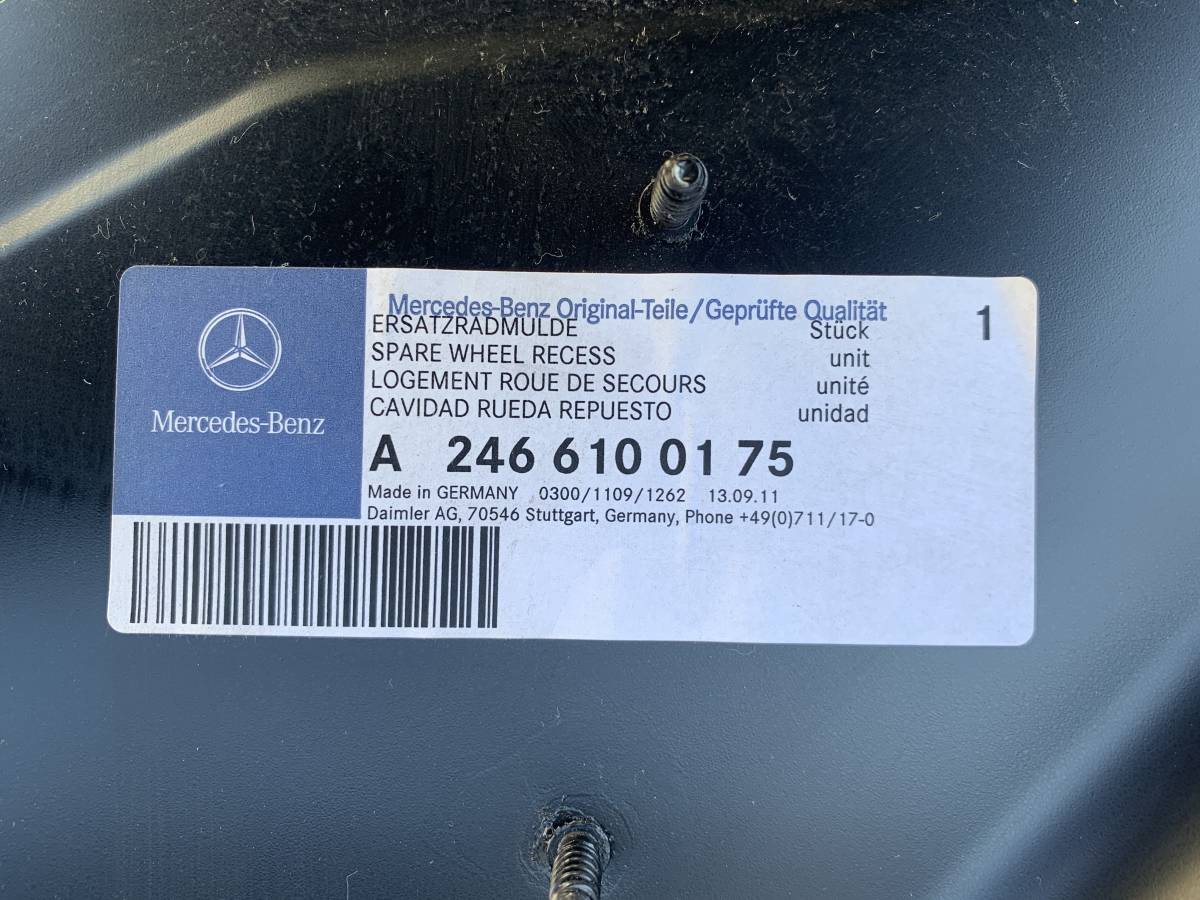 Mercedes-Benz
Mercedes-Benz Original-Teile/Geprüfte Qualität
1
ERSATZRADMULDE Stück
SPARE WHEEL RECESS unit
LOGEMENT ROUE DE SECOURS unité
CAVIDAD RUEDA REPUESTO unidad
A 246 610 01 75
Made in GERMANY 0300/1109/1262 13.09.11
Daimler AG, 70546 Stuttgart, Germany, Phone +49(0)711/17-0